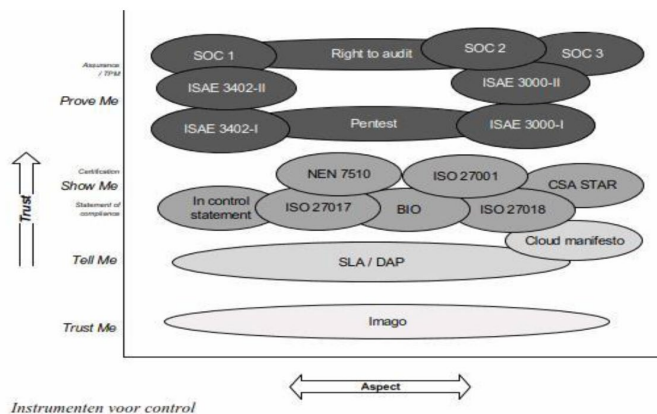 SOC 1
Right to audit
SOC 2
SOC 3
Assurance
/ TPM
ISAE 3402-II
ISAE 3000-II
Prove Me
ISAE 3402-I
Pentest
ISAE 3000-I
Certification
NEN 7510
ISO 27001
Show Me
CSA STAR
Statement of
compliance
In control
statement
ISO 27017
BIO
ISO 27018
Trust
Cloud manifesto
Tell Me
SLA / DAP
Trust Me
Imago
Aspect
Instrumenten voor control